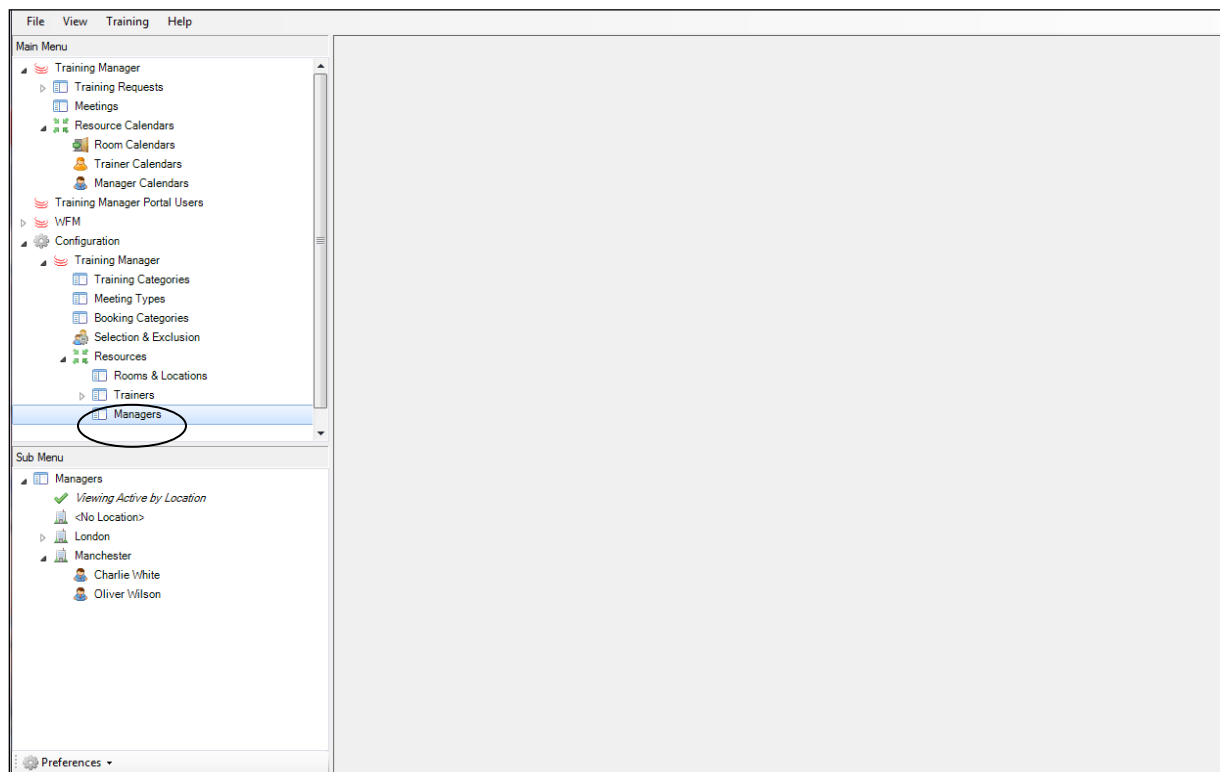 File View Training Help
Main Menu
Training Manager
Training Requests
Meetings
Resource Calendars
Room Calendars
Trainer Calendars
Manager Calendars
Training Manager Portal Users
WFM
Configuration
Training Manager
Training Categories
Meeting Types
Booking Categories
Selection & Exclusion
Resources
Rooms & Locations
Trainers
Managers
Sub Menu
Managers
Viewing Active by Location
<No Location>
London
Manchester
Charlie White
Oliver Wilson
Preferences